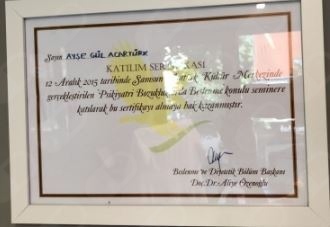 Sayın AYŞE GÜL ACARTÜRK
KATILIM SERTİFİKASI
12 Aralık 2015 tarihinde Samsun Kültür Merkezinde
gerçekleştirilen Psikiyatri Bozukluklarda Beslenme konulu seminere
katılarak bu sertifikayı almaya hak kazanmıştır.
Beslenme ve Diyetetik Bölüm Başkanı
Doç.Dr.Aliye Özenoğlu